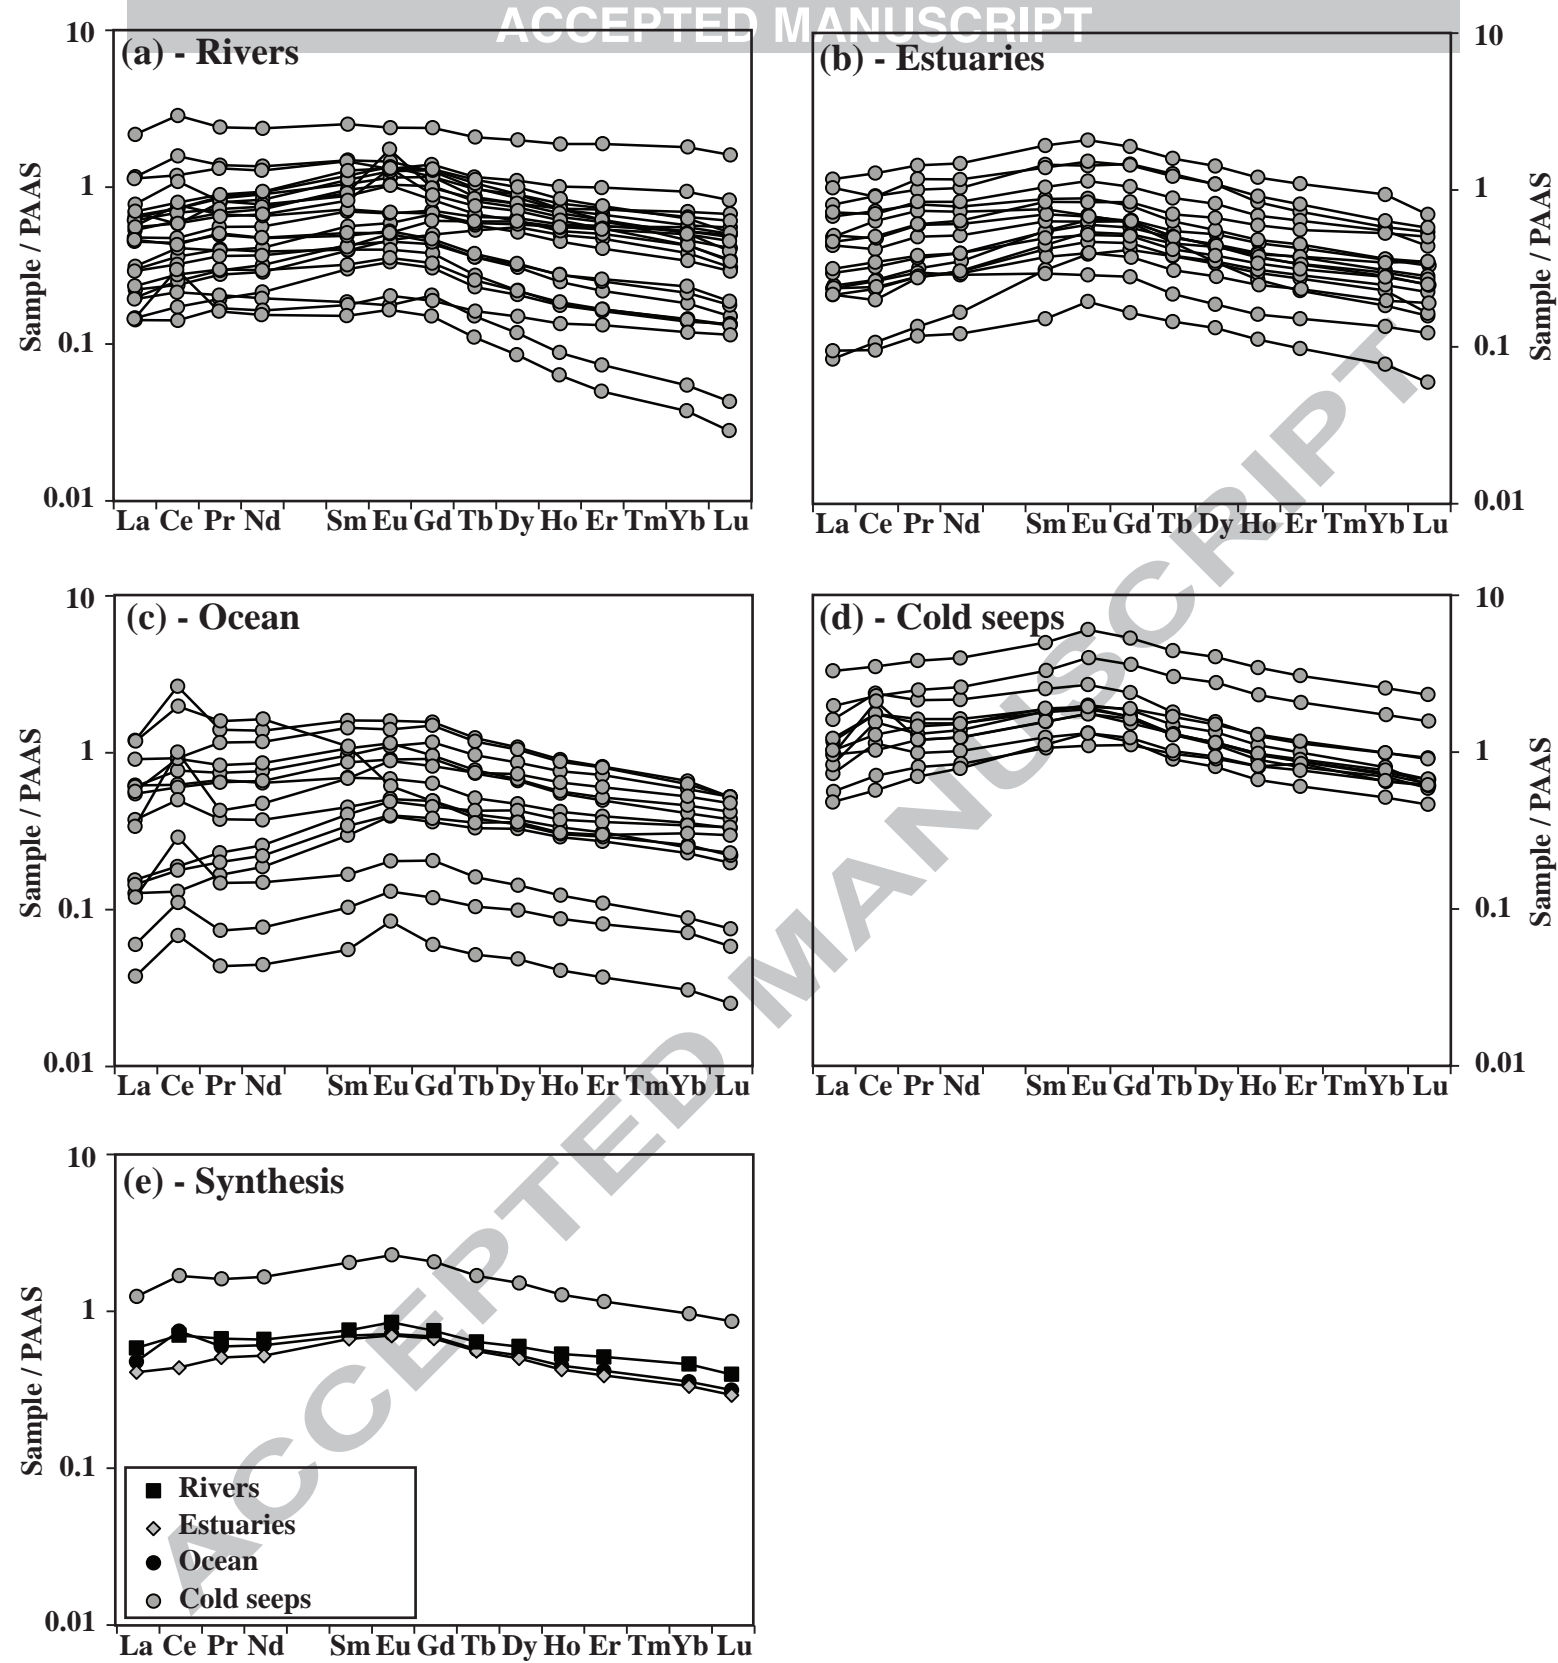 ACCEPTED MANUSCRIPT
(a) - Rivers
10
1
0.1
0.01
Sample / PAAS
La Ce Pr Nd Sm Eu Gd Tb Dy Ho Er Tm Yb Lu
(b) - Estuaries
10
1
0.1
0.01
Sample / PAAS
La Ce Pr Nd Sm Eu Gd Tb Dy Ho Er Tm Yb Lu
(c) - Ocean
10
1
0.1
0.01
Sample / PAAS
La Ce Pr Nd Sm Eu Gd Tb Dy Ho Er Tm Yb Lu
(d) - Cold seeps
10
1
0.1
0.01
Sample / PAAS
La Ce Pr Nd Sm Eu Gd Tb Dy Ho Er Tm Yb Lu
(e) - Synthesis
10
1
0.1
0.01
Sample / PAAS
Rivers
Estuaries
Ocean
Cold seeps
La Ce Pr Nd Sm Eu Gd Tb Dy Ho Er Tm Yb Lu
ACCEPTED MANUSCRIPT